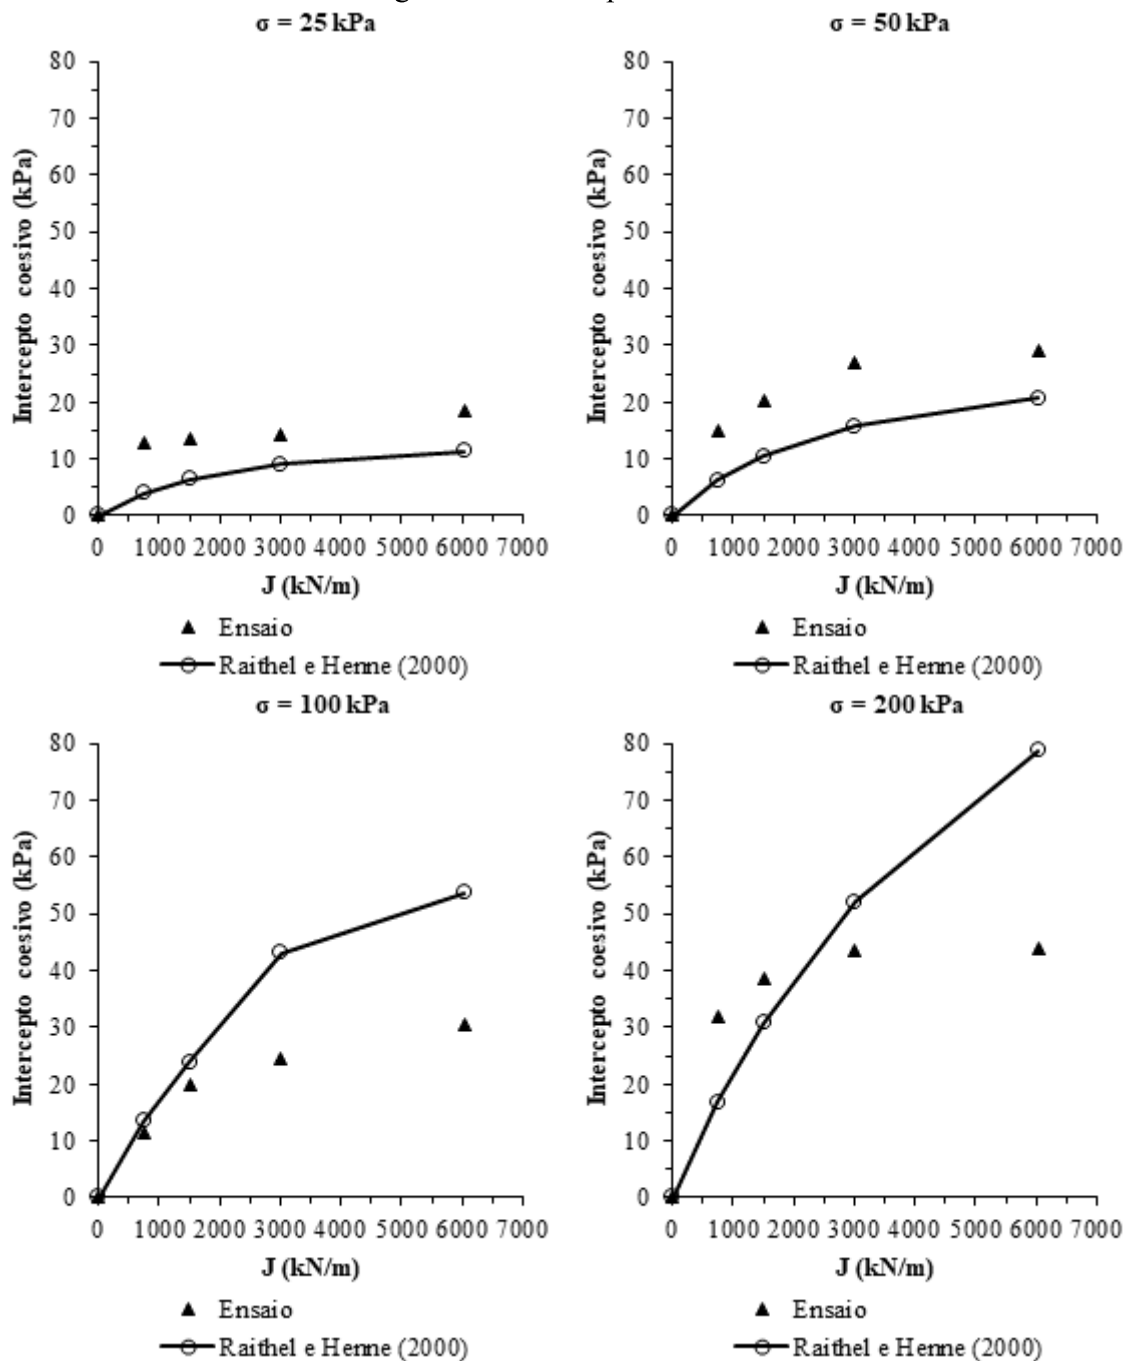 σ = 25 kPa
Intercepto coesivo (kPa)
80
70
60
50
40
30
20
10
0
0 1000 2000 3000 4000 5000 6000 7000
J (kN/m)
Ensaio
Raithel e Henne (2000)
σ = 50 kPa
Intercepto coesivo (kPa)
80
70
60
50
40
30
20
10
0
0 1000 2000 3000 4000 5000 6000 7000
J (kN/m)
Ensaio
Raithel e Henne (2000)
σ = 100 kPa
Intercepto coesivo (kPa)
80
70
60
50
40
30
20
10
0
0 1000 2000 3000 4000 5000 6000 7000
J (kN/m)
Ensaio
Raithel e Henne (2000)
σ = 200 kPa
Intercepto coesivo (kPa)
80
70
60
50
40
30
20
10
0
0 1000 2000 3000 4000 5000 6000 7000
J (kN/m)
Ensaio
Raithel e Henne (2000)